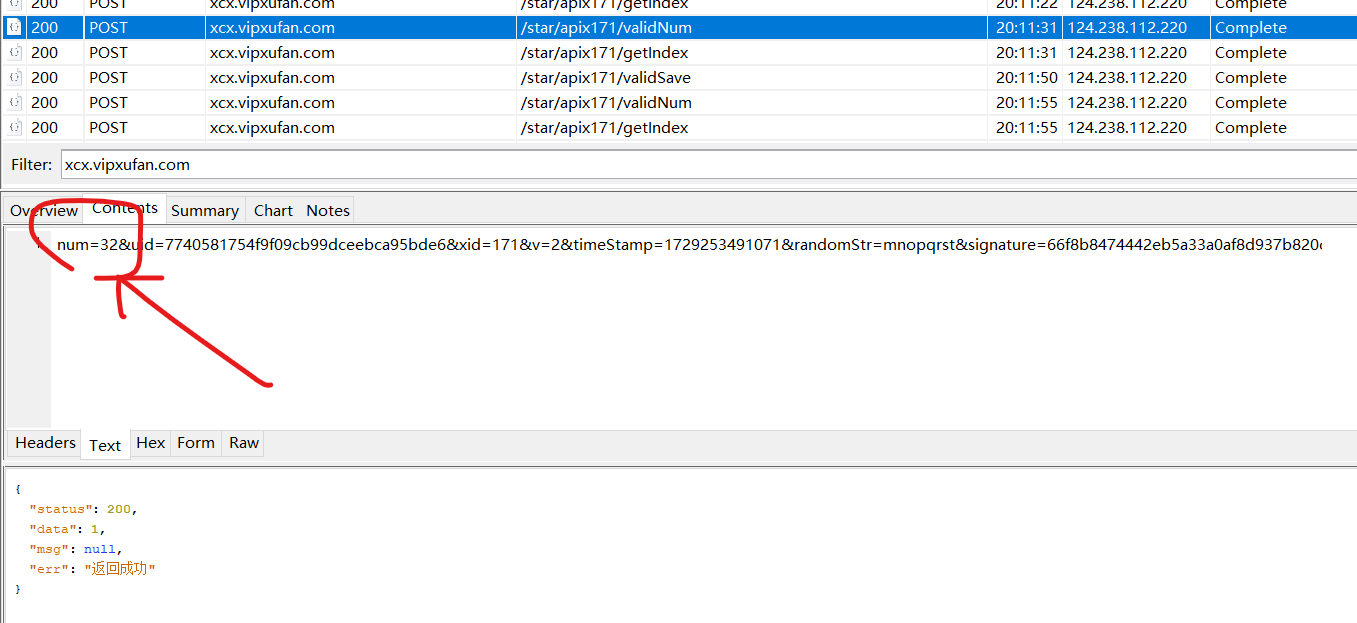 200 POST xcx.vipxufan.com /star/apix171/getIndex 20:11:22 124.238.112.220 Complete
200 POST xcx.vipxufan.com /star/apix171/validNum 20:11:31 124.238.112.220 Complete
200 POST xcx.vipxufan.com /star/apix171/getIndex 20:11:31 124.238.112.220 Complete
200 POST xcx.vipxufan.com /star/apix171/validSave 20:11:50 124.238.112.220 Complete
200 POST xcx.vipxufan.com /star/apix171/validNum 20:11:55 124.238.112.220 Complete
200 POST xcx.vipxufan.com /star/apix171/getIndex 20:11:55 124.238.112.220 Complete
Filter: xcx.vipxufan.com
Overview Contents Summary Chart Notes
num=32&uid=7740581754f9f09cb99dceebca95bde6&xid=171&v=2&timeStamp=1729253491071&randomStr=mnopqrst&signature=66f8b8474442eb5a33a0af8d937b820
Headers Text Hex Form Raw
{
"status": 200,
"data": 1,
"msg": null,
"err": "返回成功"
}